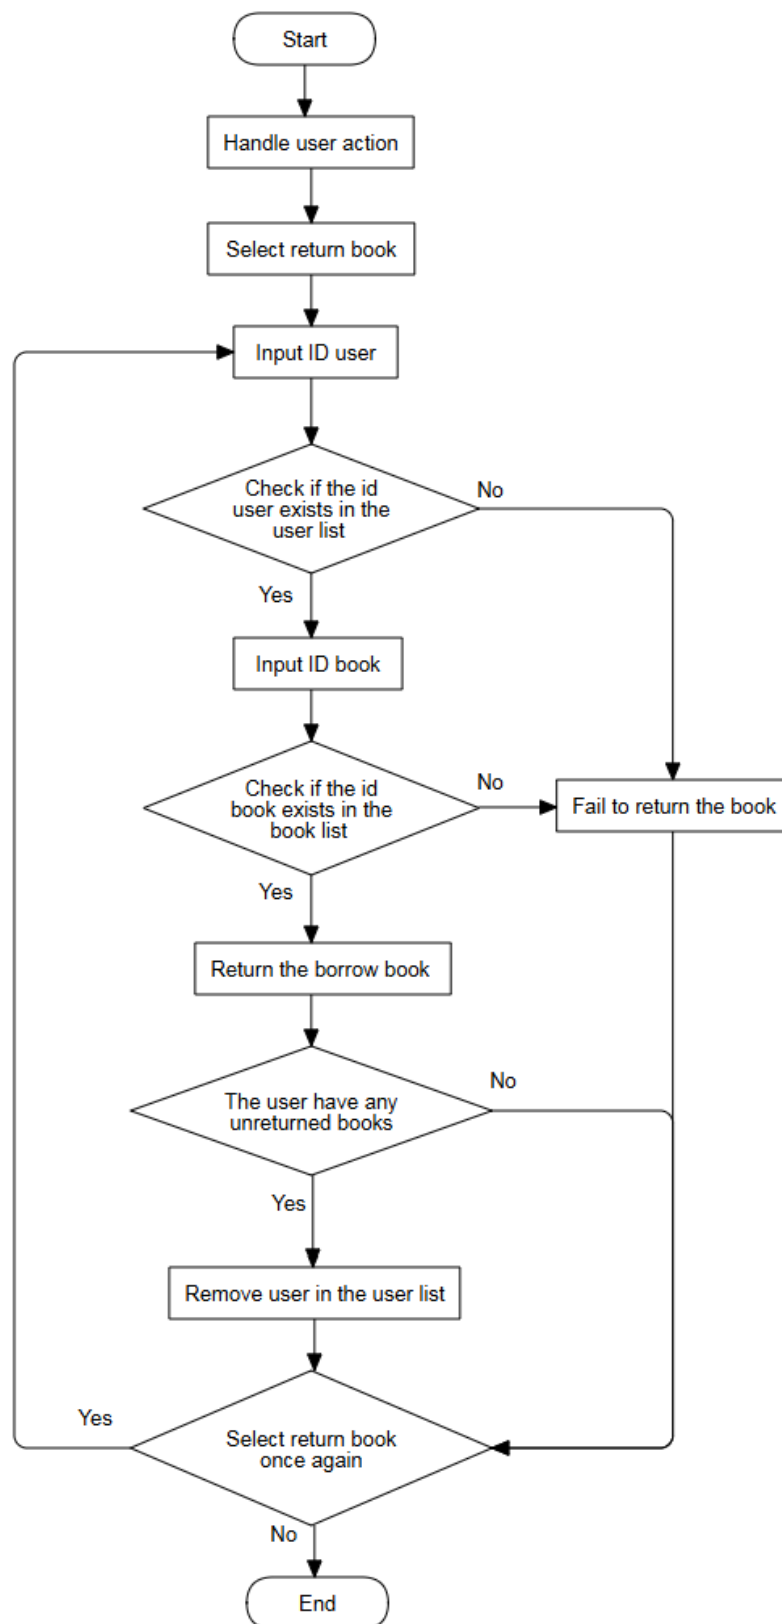 Start
Handle user action
Select return book
Input ID user
Check if the id
user exists in the
user list
No
Yes
Input ID book
Check if the id
book exists in the
book list
No
Fail to return the book
Yes
Return the borrow book
The user have any
unreturned books
No
Yes
Remove user in the user list
Select return book
once again
Yes
No
End